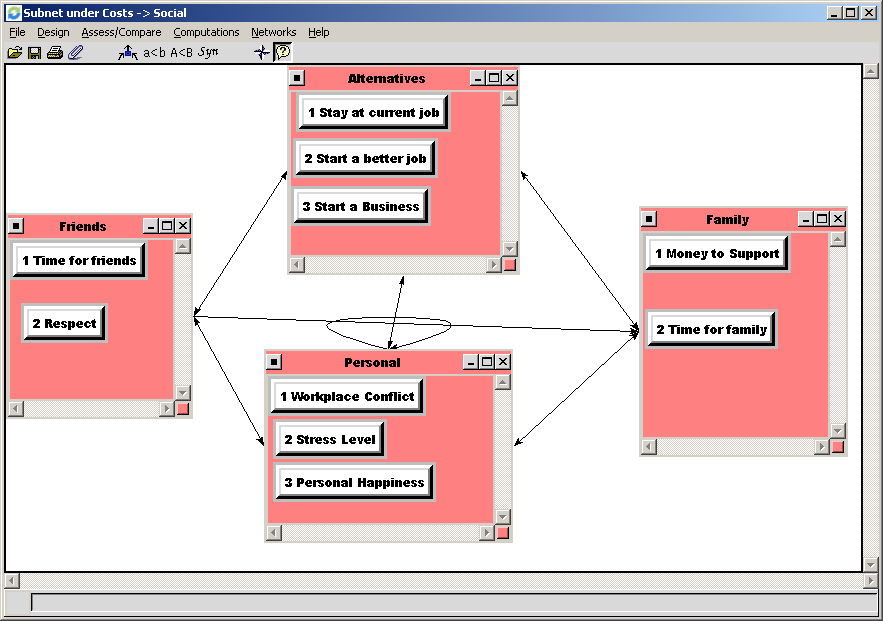 Subnet under Costs -> Social
File Design Assess/Compare Computations Networks Help
a<b A<B Syn
Alternatives
1 Stay at current job
2 Start a better job
3 Start a Business
Friends
1 Time for friends
2 Respect
Family
1 Money to Support
2 Time for family
Personal
1 Workplace Conflict
2 Stress Level
3 Personal Happiness